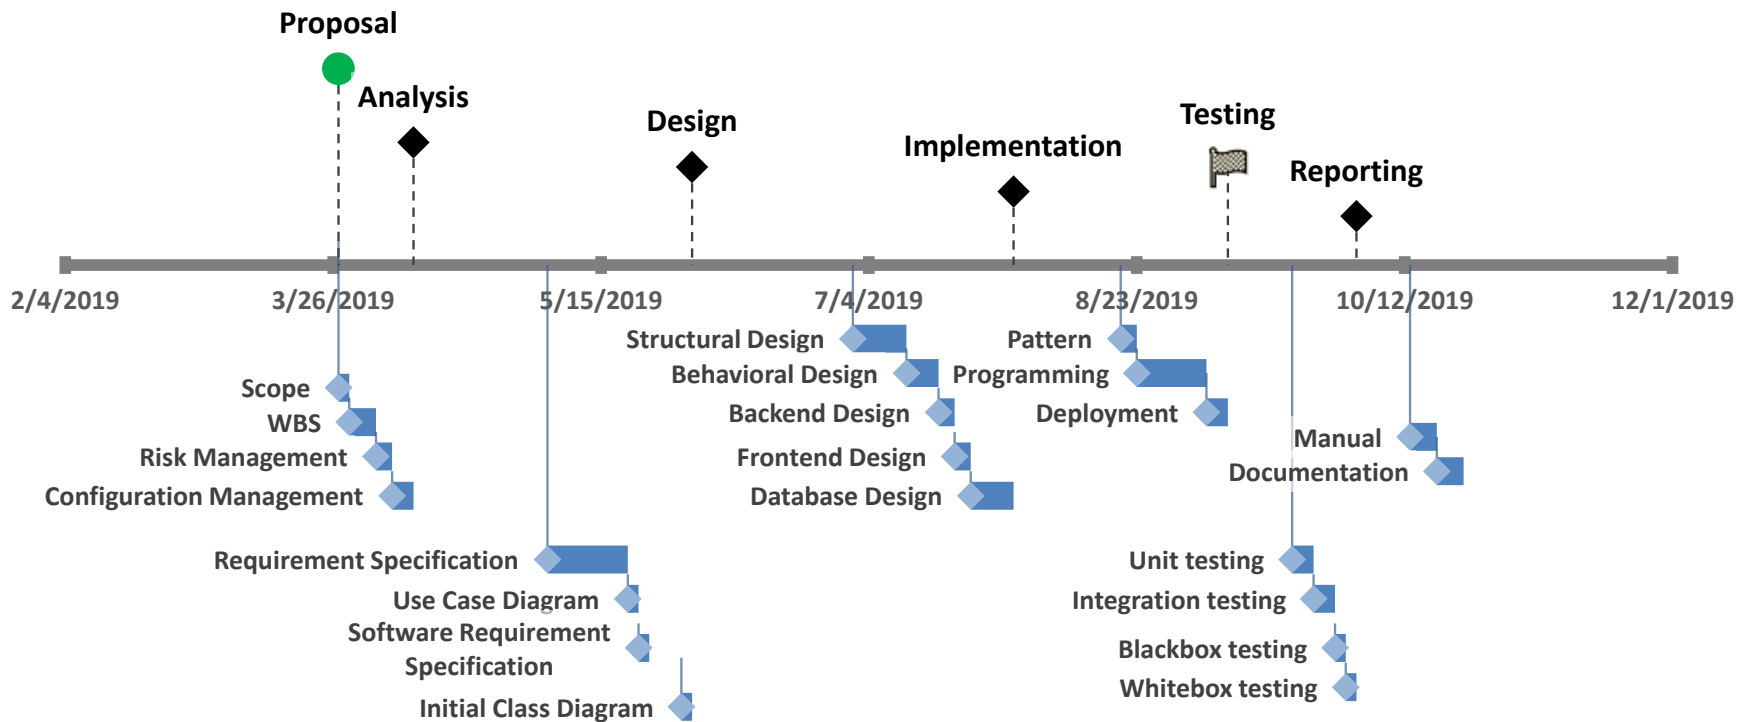 Proposal
Analysis
Design
Implementation
Testing
Reporting
2/4/2019
3/26/2019
5/15/2019
7/4/2019
8/23/2019
10/12/2019
12/1/2019
Scope
WBS
Risk Management
Configuration Management
Requirement Specification
Use Case Diagram
Software Requirement
Specification
Initial Class Diagram
Structural Design
Behavioral Design
Backend Design
Frontend Design
Database Design
Pattern
Programming
Deployment
Unit testing
Integration testing
Blackbox testing
Whitebox testing
Manual
Documentation